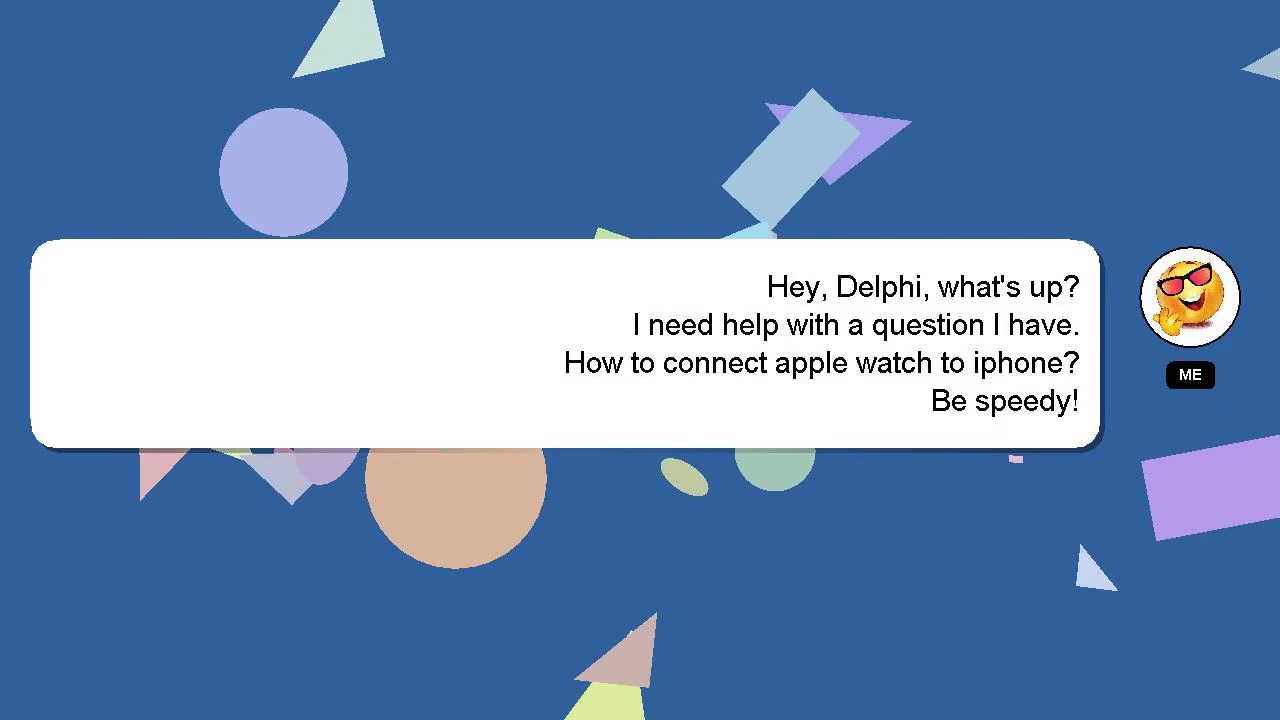 Hey, Delphi, what's up?
I need help with a question I have.
How to connect apple watch to iphone?
Be speedy!
ME